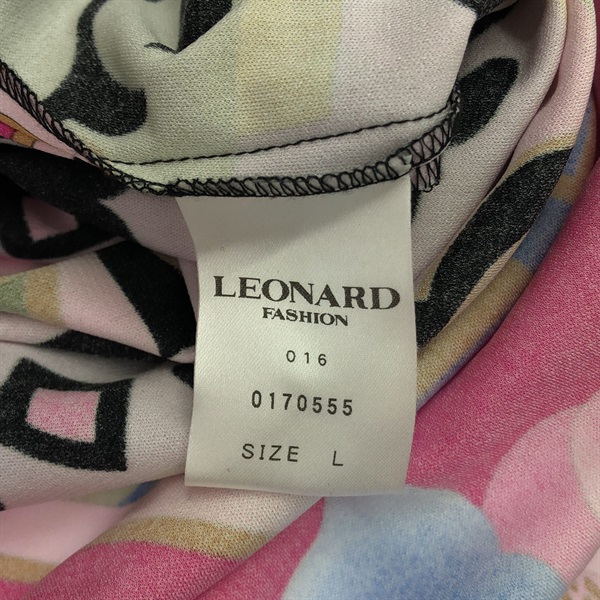 LEONARD
FASHION
016
0170555
SIZE L